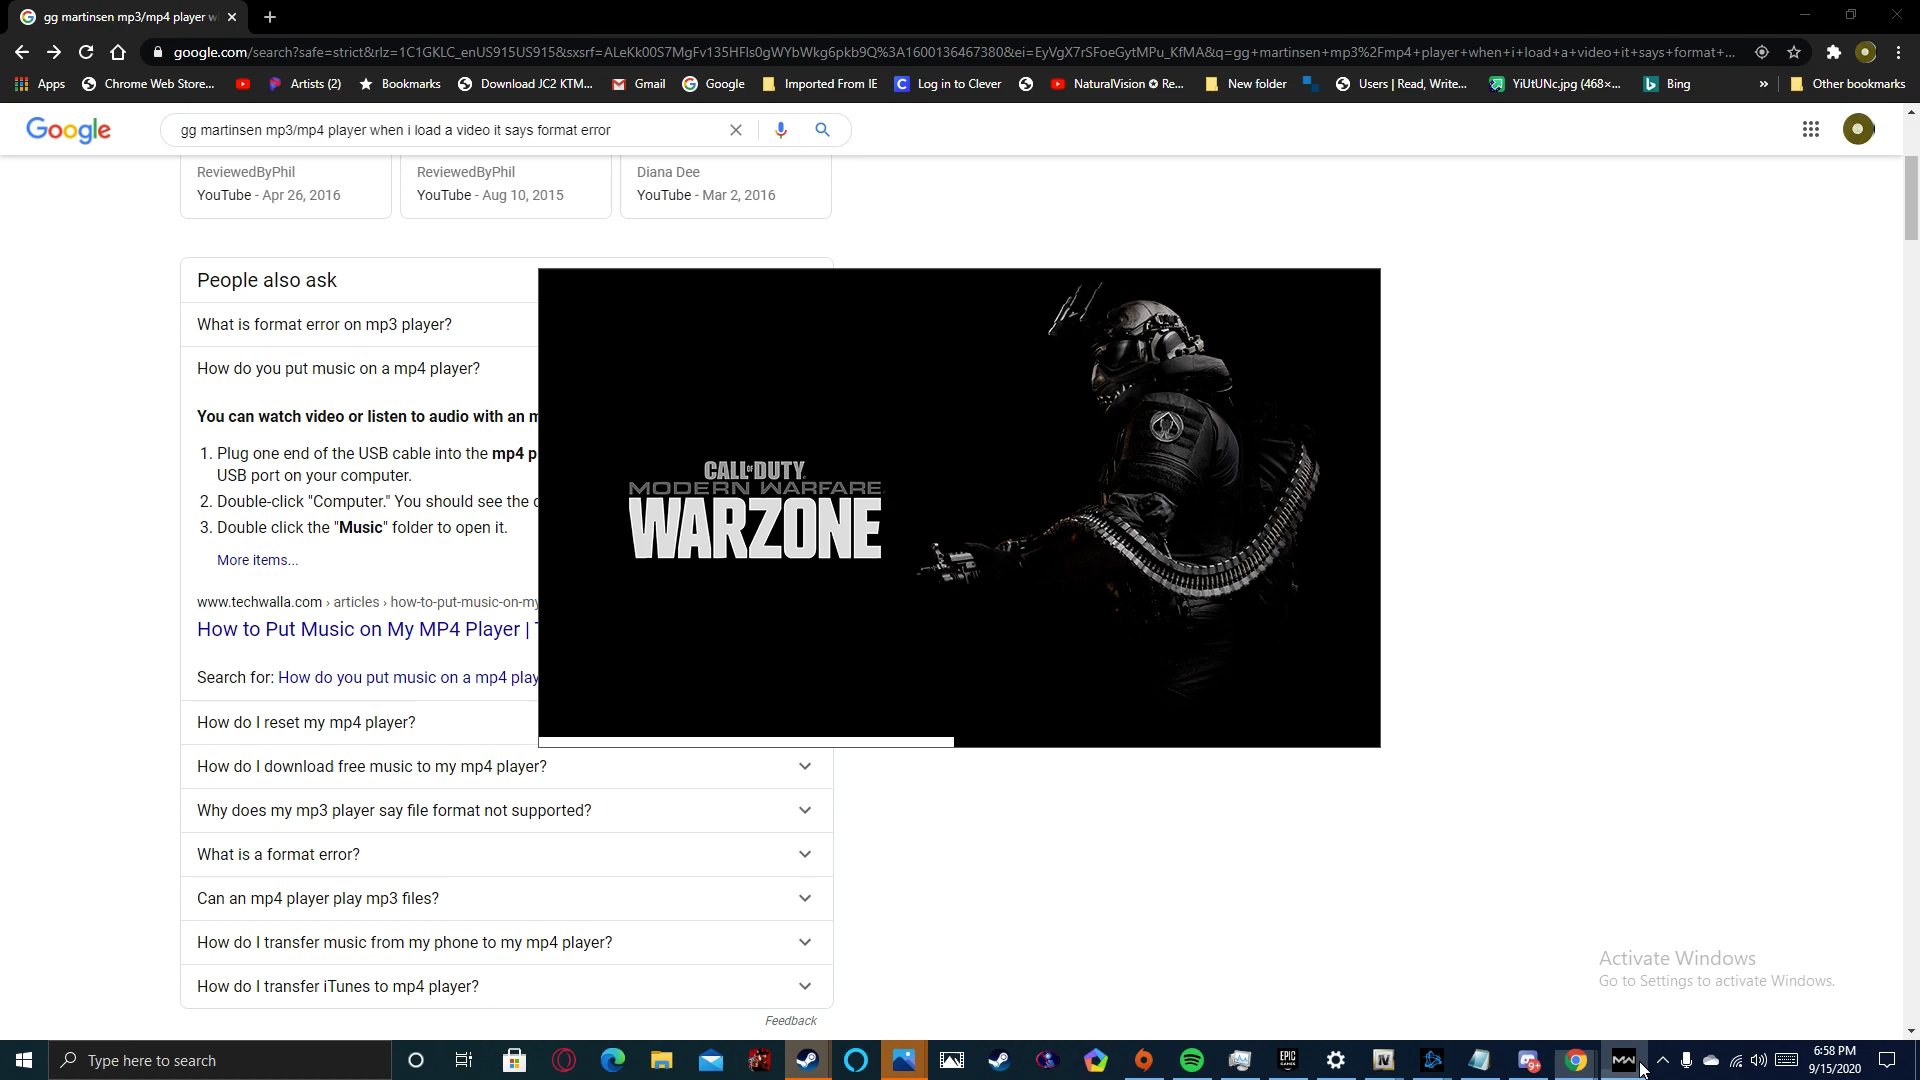 gg martinsen mp3/mp4 player w
google.com/search?safe=strict&rlz=1C1GKLC_enUS915US915&sxsrf=ALeKk00S7MgFv135HFIs0gWYbWkg6pkb9Q%3A1600136467380&ei=EyVgX7rSFoeGytMPu_KfMA&q=gg+martinsen+mp3%2Fmp4+player+when+i+load+a+video+it+says+format+...
Apps
Chrome Web Store...
Artists (2)
Bookmarks
Download JC2 KTM...
Gmail
Google
Imported From IE
Log in to Clever
NaturalVision ✪ Re...
New folder
Users | Read, Write...
YiUtUNc.jpg (468×...
Bing
»
Other bookmarks
Google
gg martinsen mp3/mp4 player when i load a video it says format error
ReviewedByPhil
YouTube - Apr 26, 2016
ReviewedByPhil
YouTube - Aug 10, 2015
Diana Dee
YouTube - Mar 2, 2016
People also ask
What is format error on mp3 player?
How do you put music on a mp4 player?
You can watch video or listen to audio with an m
1. Plug one end of the USB cable into the mp4 p
USB port on your computer.
2. Double-click "Computer." You should see the d
3. Double click the "Music" folder to open it.
More items...
www.techwalla.com › articles › how-to-put-music-on-my
How to Put Music on My MP4 Player | T
Search for: How do you put music on a mp4 play
How do I reset my mp4 player?
How do I download free music to my mp4 player?
Why does my mp3 player say file format not supported?
What is a format error?
Can an mp4 player play mp3 files?
How do I transfer music from my phone to my mp4 player?
How do I transfer iTunes to mp4 player?
Feedback
CALL OF DUTY
MODERN WARFARE
WARZONE
Activate Windows
Go to Settings to activate Windows.
Type here to search
EPIC
GAMES
IV
9+
MW
6:58 PM
9/15/2020